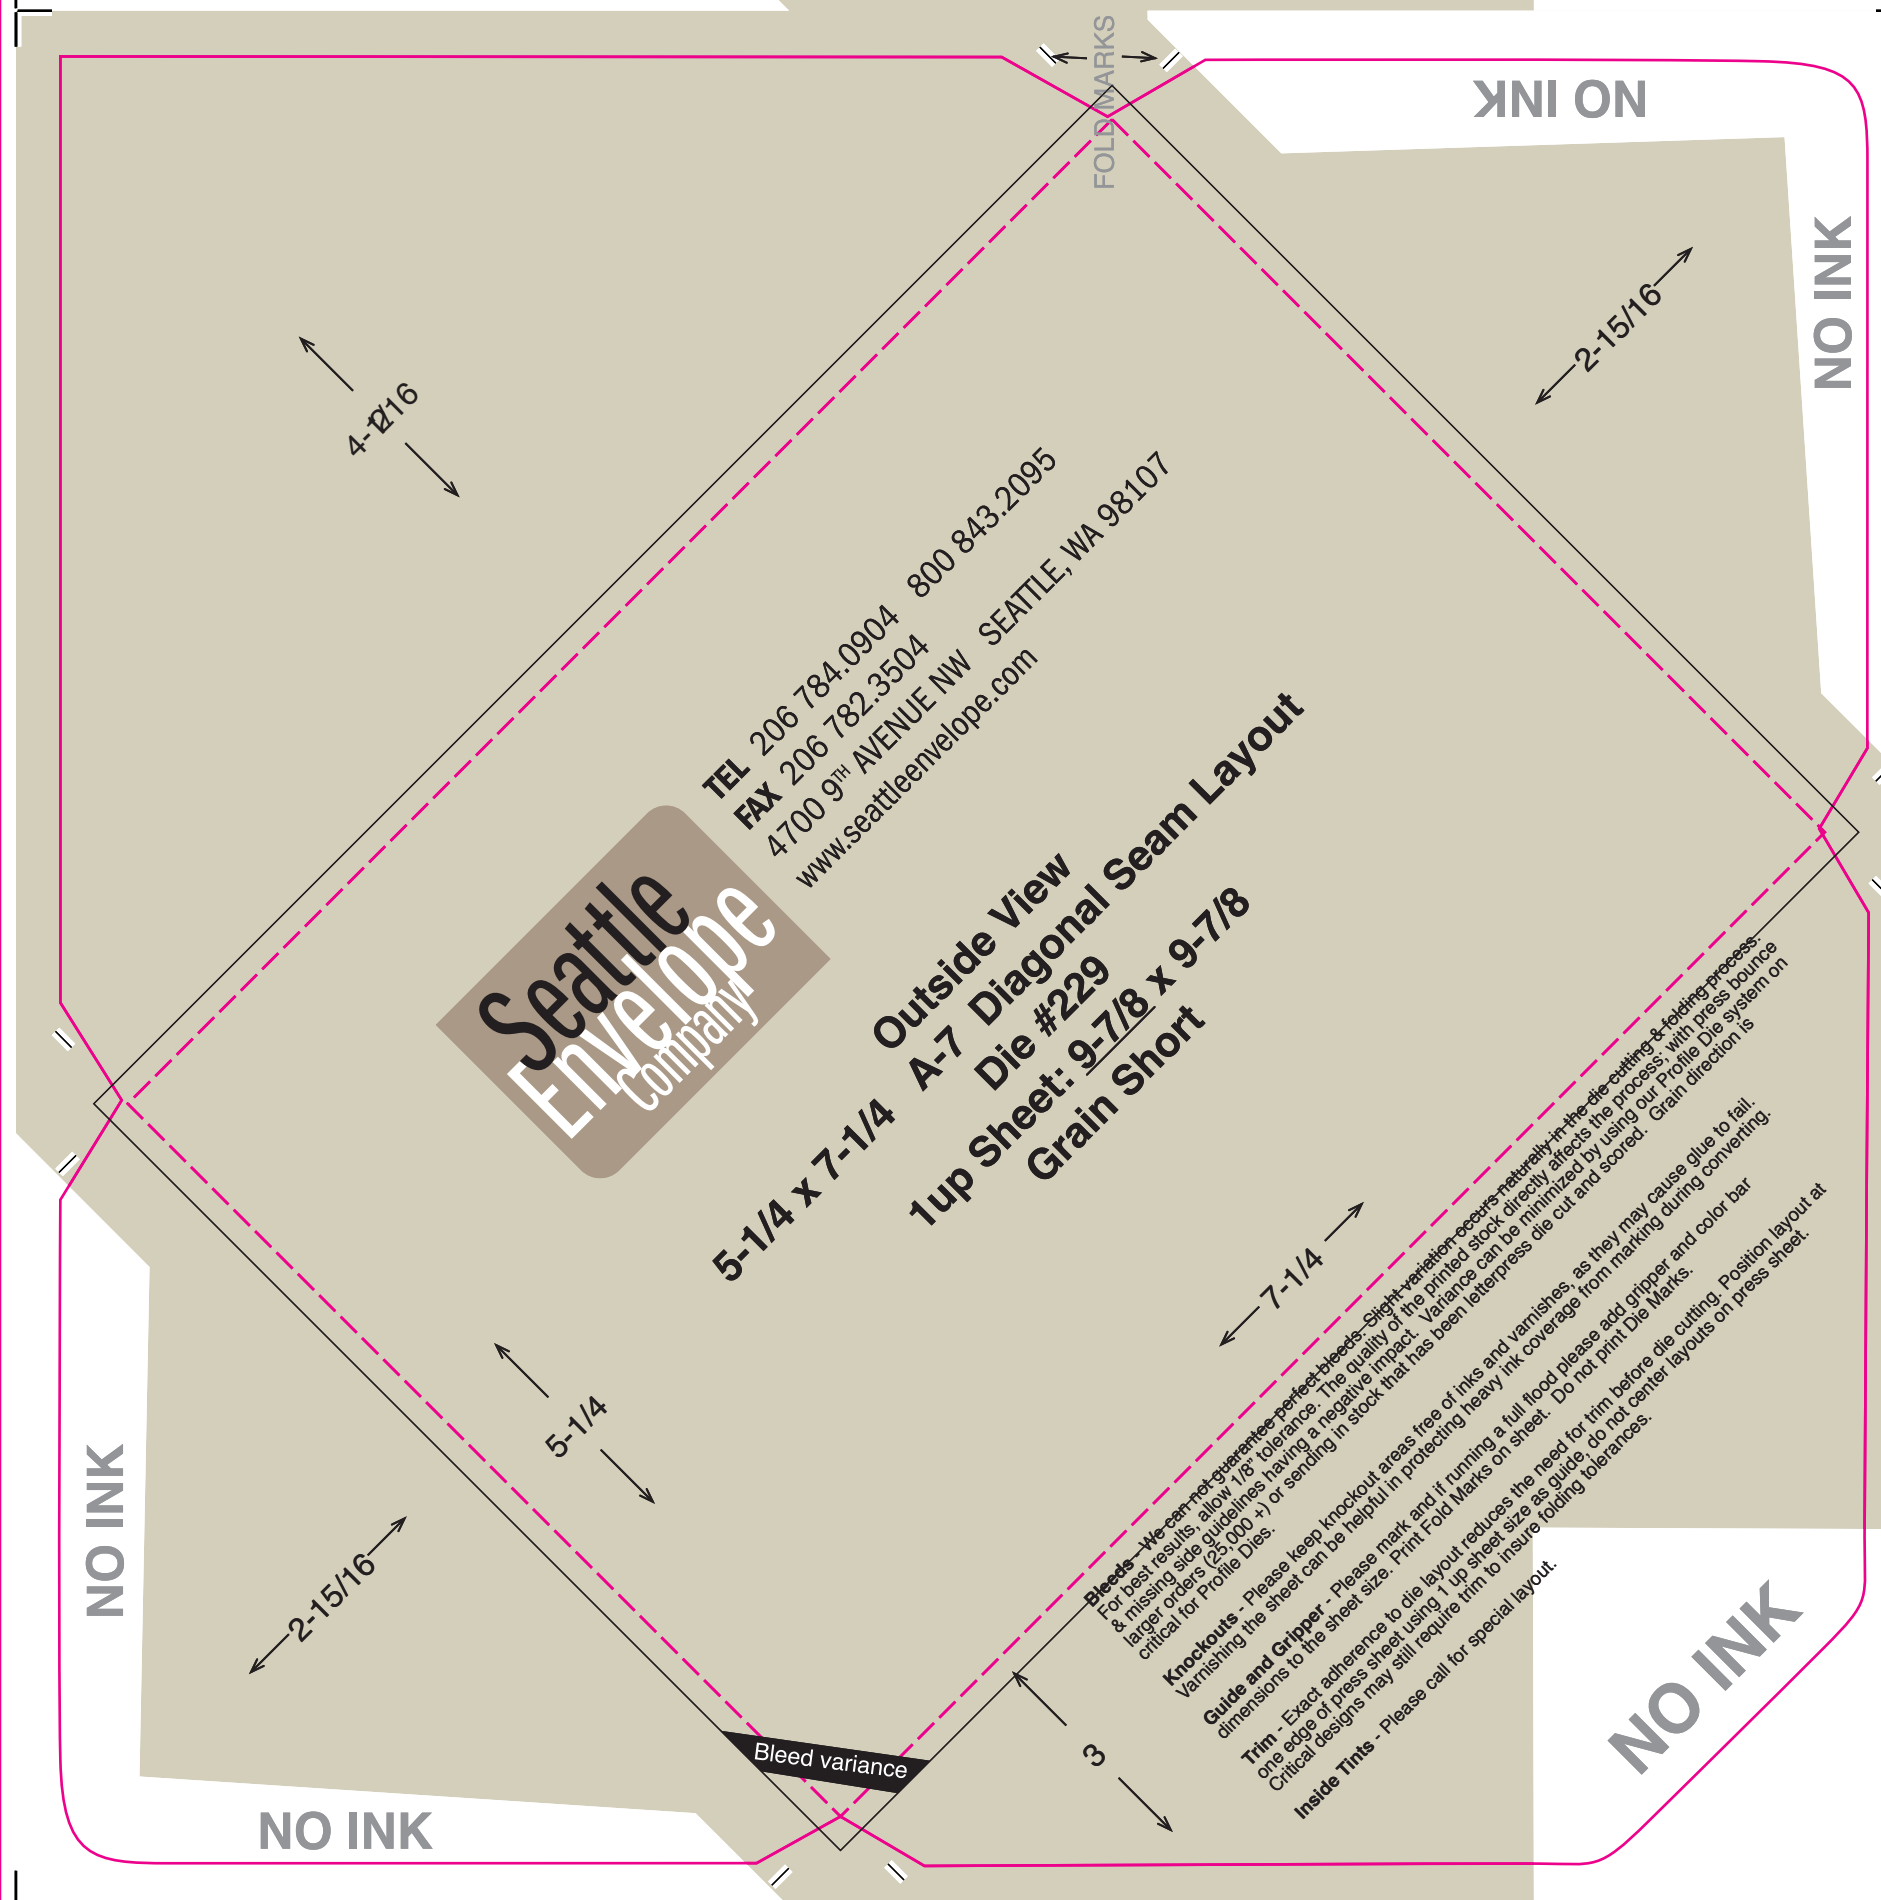 FOLD MARKS
NO INK
NO INK
2-15/16
TEL 206 784.0904 800 843.2095
FAX 206 782.3504
4700 9TH AVENUE NW SEATTLE, WA 98107
www.seattleenvelope.com
Seattle
Envelope
Company
Outside View
5-1/4 x 7-1/4 A-7 Diagonal Seam Layout
Die #229
1up Sheet: 9-7/8 x 9-7/8
Grain Short
7-1/4
5-1/4
NO INK
2-15/16
Bleeds - We can not guarantee perfect bleeds. Slight variation occurs naturally in the die cutting & folding process.
For best results, allow 1/8” tolerance. The quality of the printed stock directly affects the process; with press bounce
& missing side guidelines having a negative impact. Variance can be minimized by using our Profile Die system on
larger orders (25,000 +) or sending in stock that has been letterpress die cut and scored. Grain direction is
critical for Profile Dies.
Knockouts - Please keep knockout areas free of inks and varnishes, as they may cause glue to fail.
Varnishing the sheet can be helpful in protecting heavy ink coverage from marking during converting.
Guide and Gripper - Please mark and if running a full flood please add gripper and color bar
dimensions to the sheet size. Print Fold Marks on sheet. Do not print Die Marks.
Trim - Exact adherence to die layout reduces the need for trim before die cutting. Position layout at
one edge of press sheet using 1 up sheet size as guide, do not center layouts on press sheet.
Critical designs may still require trim to insure folding tolerances.
Inside Tints - Please call for special layout.
Bleed variance
3
NO INK
NO INK